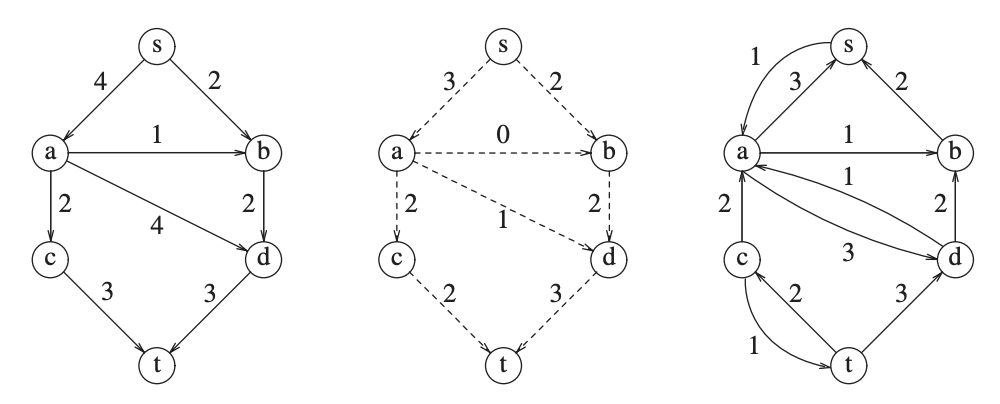 s s s
4 2 3 2 1 3 2
a 1 b a 0 b a 1 b
2 4 2 2 1 2 2 1 3 2
c d c d c d
3 3 2 3 1 2 3
t t t